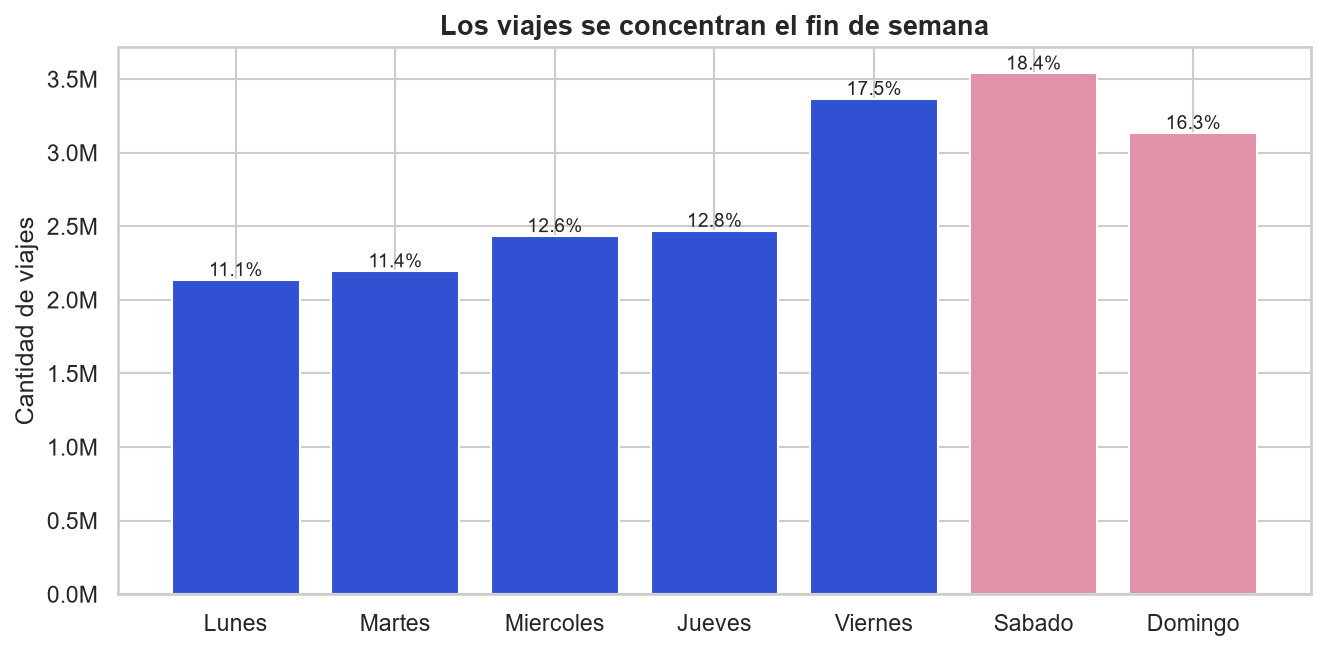 Los viajes se concentran el fin de semana
Cantidad de viajes
3.5M
3.0M
2.5M
2.0M
1.5M
1.0M
0.5M
0.0M
11.1%
11.4%
12.6%
12.8%
17.5%
18.4%
16.3%
Lunes
Martes
Miercoles
Jueves
Viernes
Sabado
Domingo